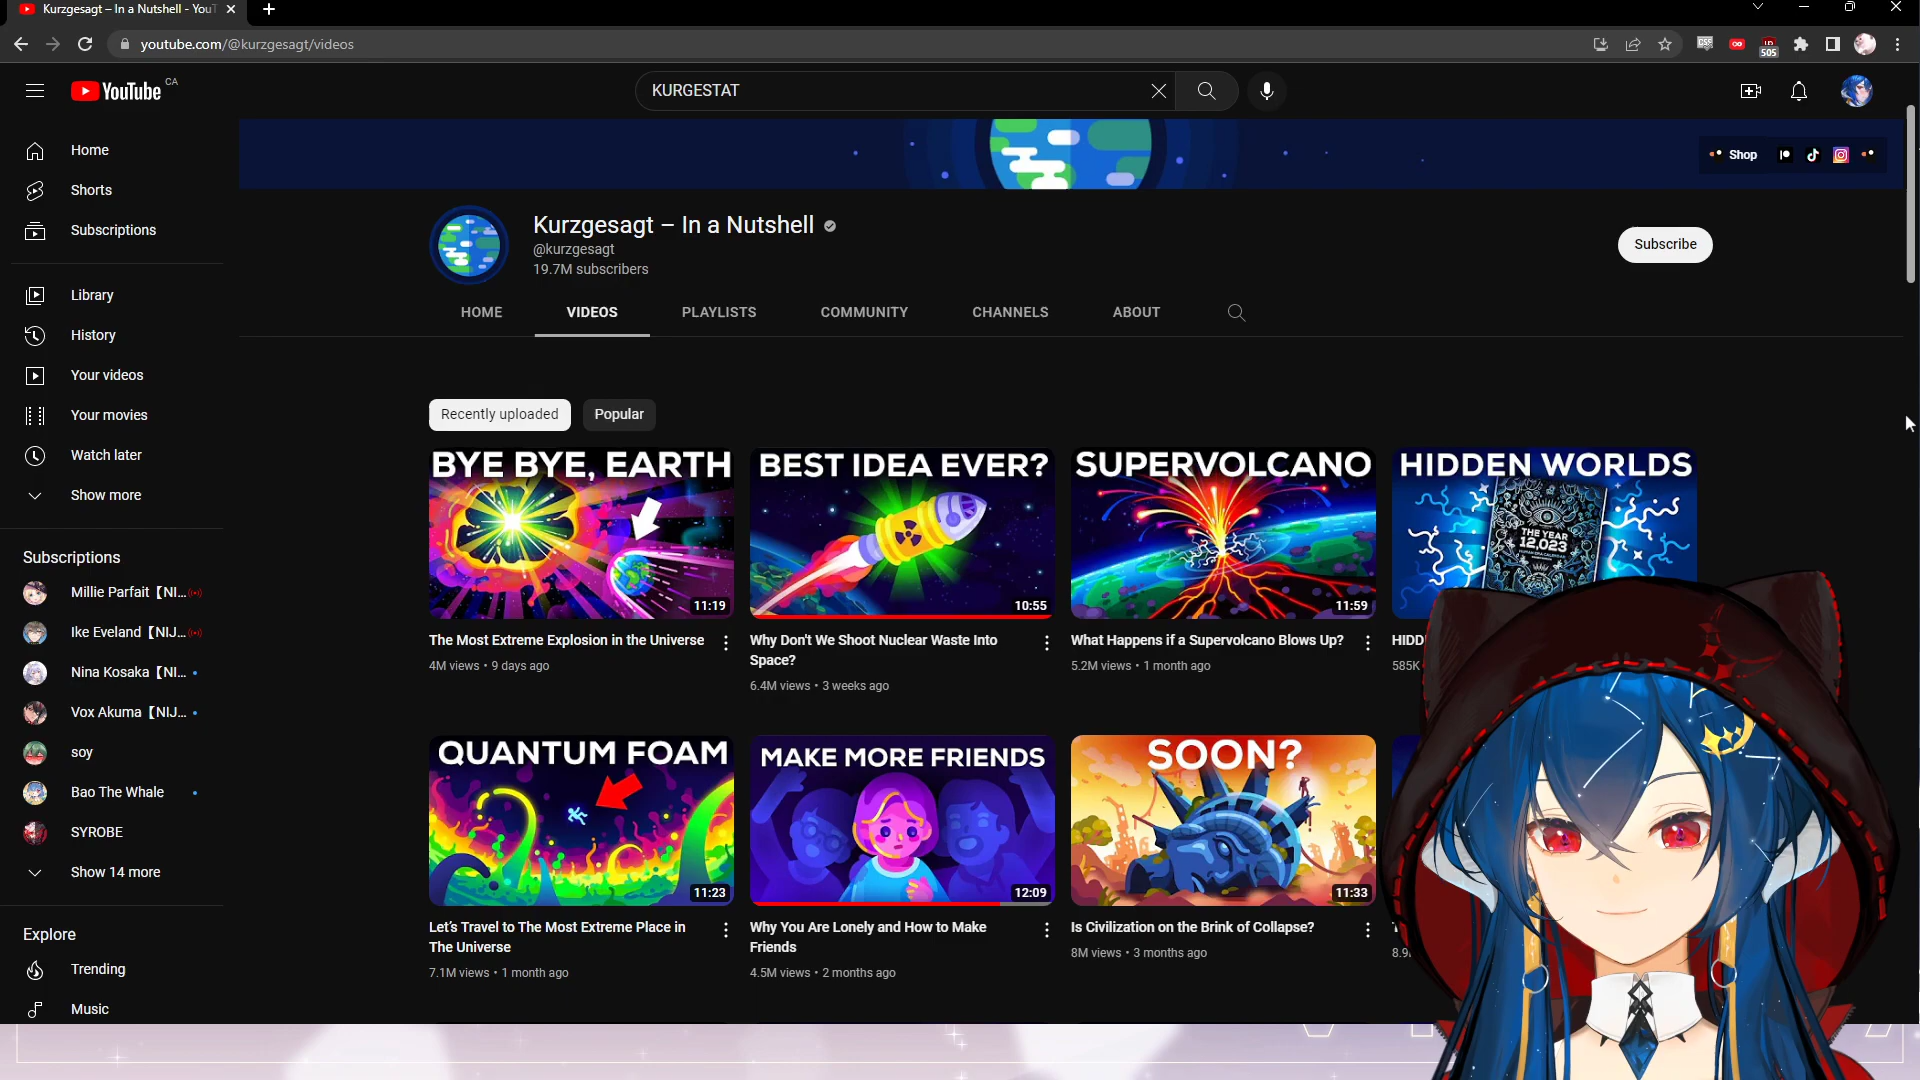 Kurzgesagt – In a Nutshell - YouT
youtube.com/@kurzgesagt/videos
505
YouTube CA
KURGESTAT
Home
Shorts
Subscriptions
Library
History
Your videos
Your movies
Watch later
Show more
Subscriptions
Millie Parfait【NI...
Ike Eveland【NIJ...
Nina Kosaka【NI...
Vox Akuma【NIJ...
soy
Bao The Whale
SYROBE
Show 14 more
Explore
Trending
Music
Shop
Kurzgesagt – In a Nutshell
@kurzgesagt
19.7M subscribers
Subscribe
HOME VIDEOS PLAYLISTS COMMUNITY CHANNELS ABOUT
Recently uploaded Popular
BYE BYE, EARTH
11:19
The Most Extreme Explosion in the Universe
4M views • 9 days ago
BEST IDEA EVER?
10:55
Why Don't We Shoot Nuclear Waste Into
Space?
6.4M views • 3 weeks ago
SUPERVOLCANO
11:59
What Happens if a Supervolcano Blows Up?
5.2M views • 1 month ago
HIDDEN WORLDS
THE YEAR
12,023
HUMAN ERA CALENDAR
HIDD
585K
QUANTUM FOAM
11:23
Let's Travel to The Most Extreme Place in
The Universe
7.1M views • 1 month ago
MAKE MORE FRIENDS
12:09
Why You Are Lonely and How to Make
Friends
4.5M views • 2 months ago
SOON?
11:33
Is Civilization on the Brink of Collapse?
8M views • 3 months ago
8.9